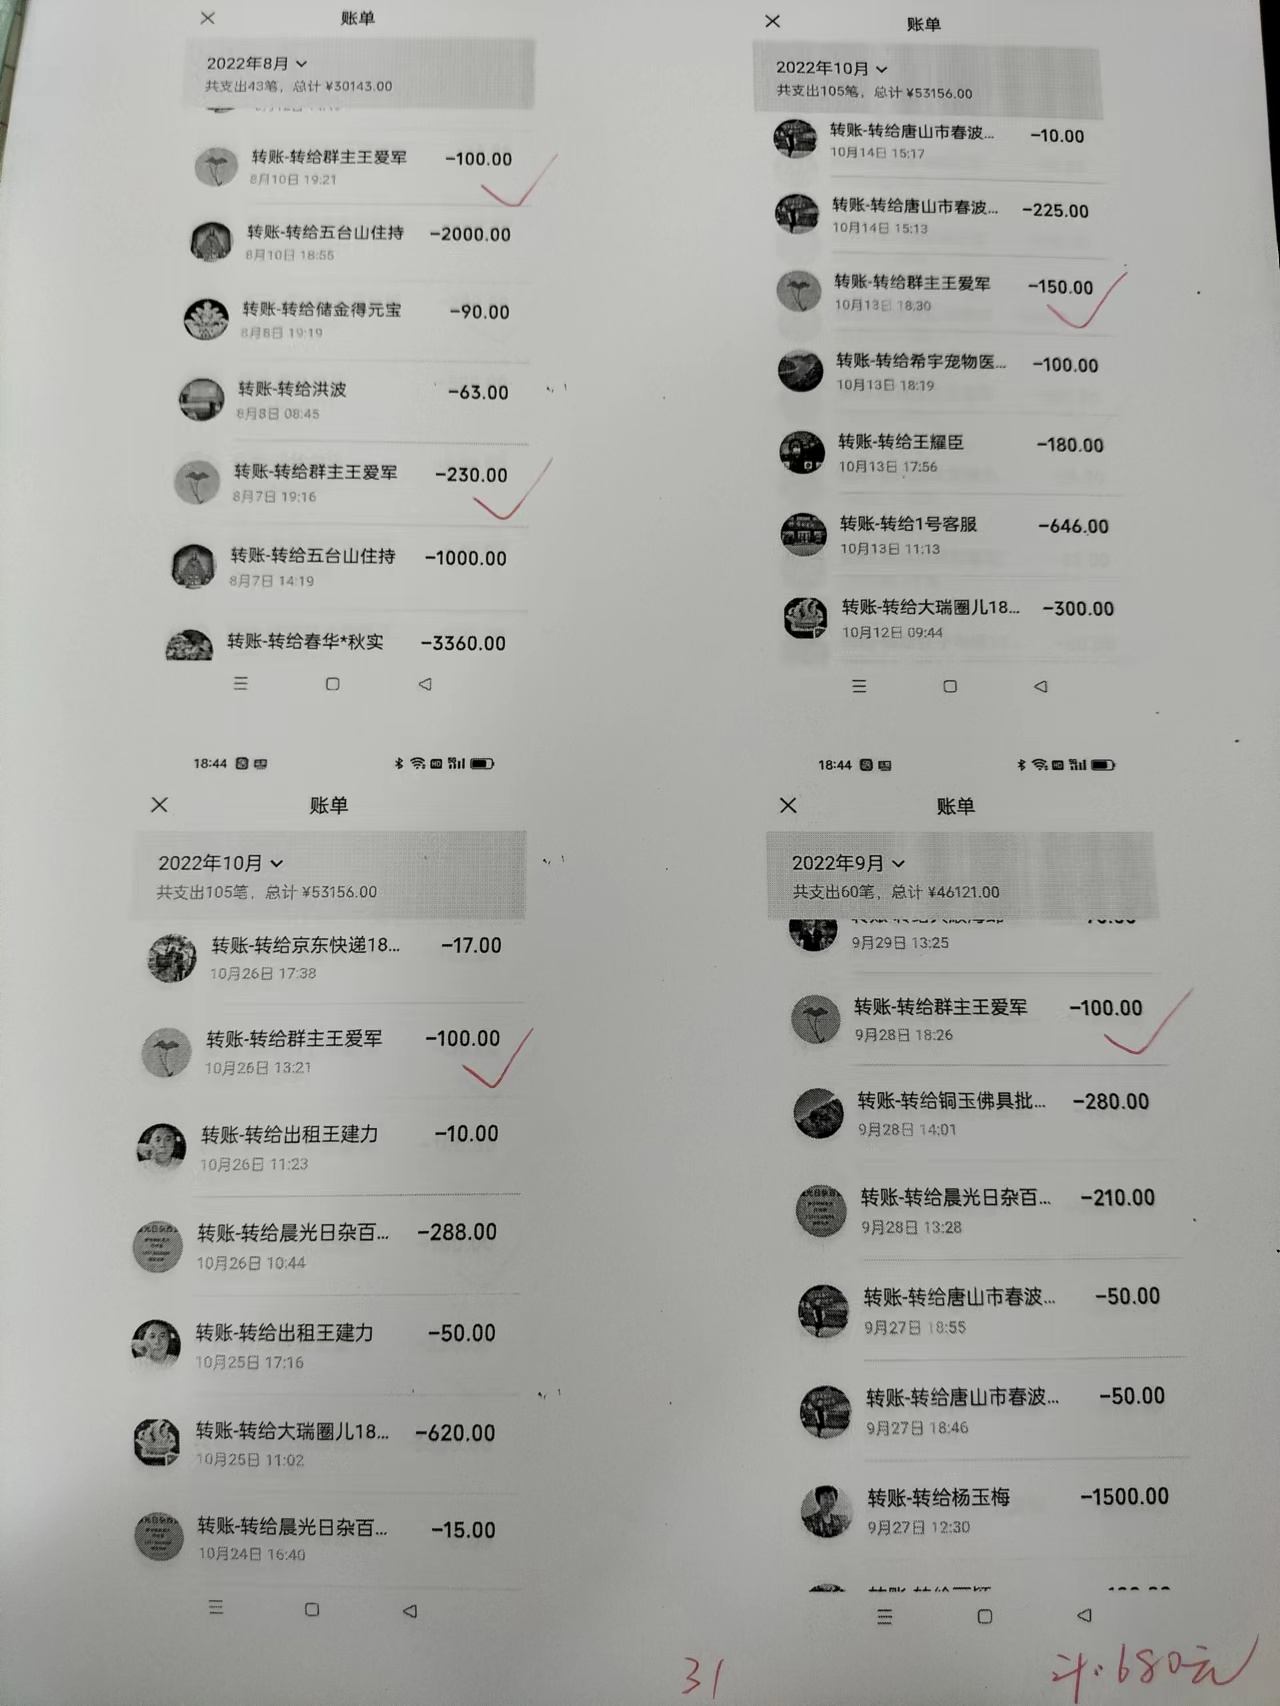 账单
2022年8月
共支出43笔，总计 ¥30143.00
转账-转给群主王爱军 -100.00
8月10日 19:21
转账-转给五台山住持 -2000.00
8月10日 18:55
转账-转给储金得元宝 -90.00
8月8日 19:19
转账-转给洪波 -63.00
8月8日 08:45
转账-转给群主王爱军 -230.00
8月7日 19:16
转账-转给五台山住持 -1000.00
8月7日 14:19
转账-转给春华*秋实 -3360.00
账单
2022年10月
共支出105笔，总计 ¥53156.00
转账-转给唐山市春波... -10.00
10月14日 15:17
转账-转给唐山市春波... -225.00
10月14日 15:13
转账-转给群主王爱军 -150.00
10月13日 18:30
转账-转给希宇宠物医... -100.00
10月13日 18:19
转账-转给王耀臣 -180.00
10月13日 17:56
转账-转给1号客服 -646.00
10月13日 11:13
转账-转给大瑞圈儿18... -300.00
10月12日 09:44
18:44
账单
2022年10月
共支出105笔，总计 ¥53156.00
转账-转给京东快递18... -17.00
10月26日 17:38
转账-转给群主王爱军 -100.00
10月26日 13:21
转账-转给出租王建力 -10.00
10月26日 11:23
转账-转给晨光日杂百... -288.00
10月26日 10:44
转账-转给出租王建力 -50.00
10月25日 17:16
转账-转给大瑞圈儿18... -620.00
10月25日 11:02
转账-转给晨光日杂百... -15.00
10月24日 16:40
18:44
账单
2022年9月
共支出60笔，总计 ¥46121.00
9月29日 13:25
转账-转给群主王爱军 -100.00
9月28日 18:26
转账-转给铜玉佛具批... -280.00
9月28日 14:01
转账-转给晨光日杂百... -210.00
9月28日 13:28
转账-转给唐山市春波... -50.00
9月27日 18:55
转账-转给唐山市春波... -50.00
9月27日 18:46
转账-转给杨玉梅 -1500.00
9月27日 12:30
31
计:680元